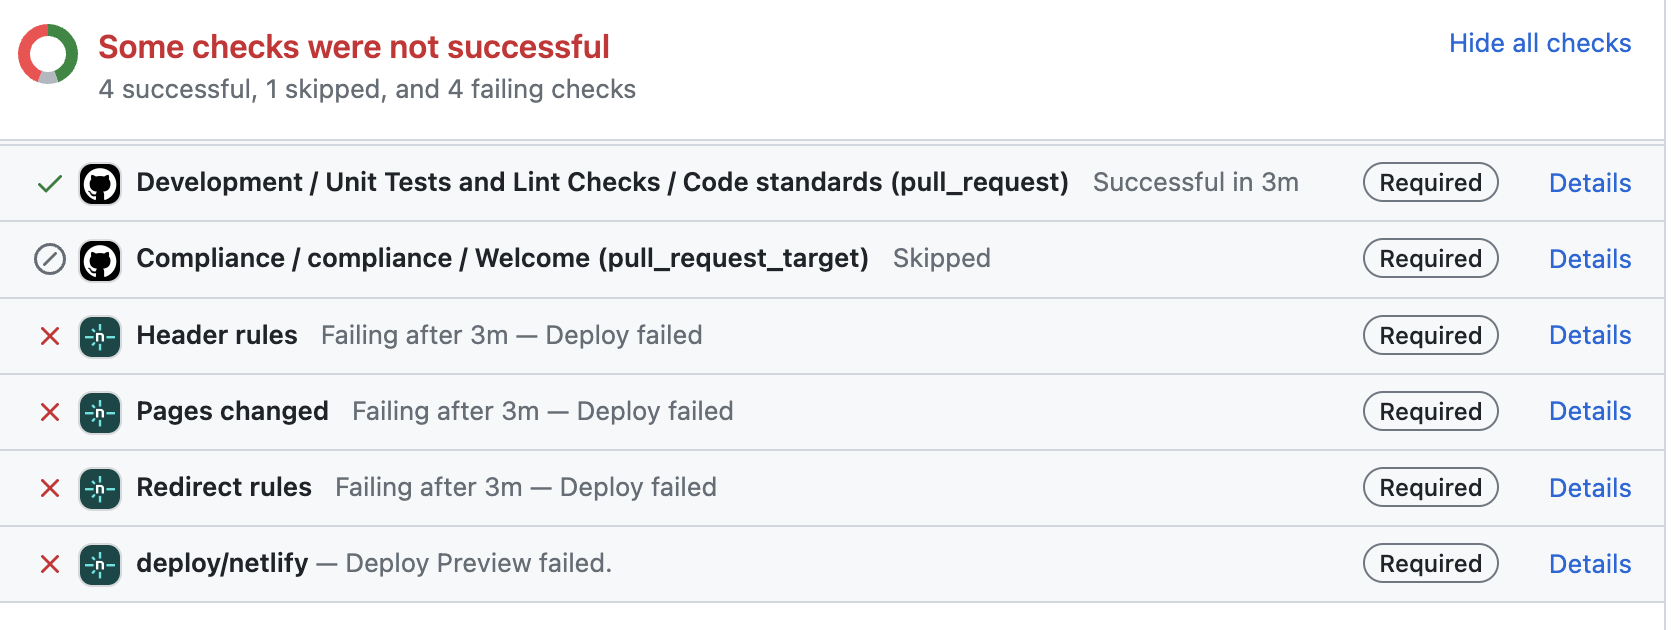 Some checks were not successful
Hide all checks
4 successful, 1 skipped, and 4 failing checks
Development / Unit Tests and Lint Checks / Code standards (pull_request) Successful in 3m Required Details
Compliance / compliance / Welcome (pull_request_target) Skipped Required Details
Header rules Failing after 3m — Deploy failed Required Details
Pages changed Failing after 3m — Deploy failed Required Details
Redirect rules Failing after 3m — Deploy failed Required Details
deploy/netlify — Deploy Preview failed. Required Details